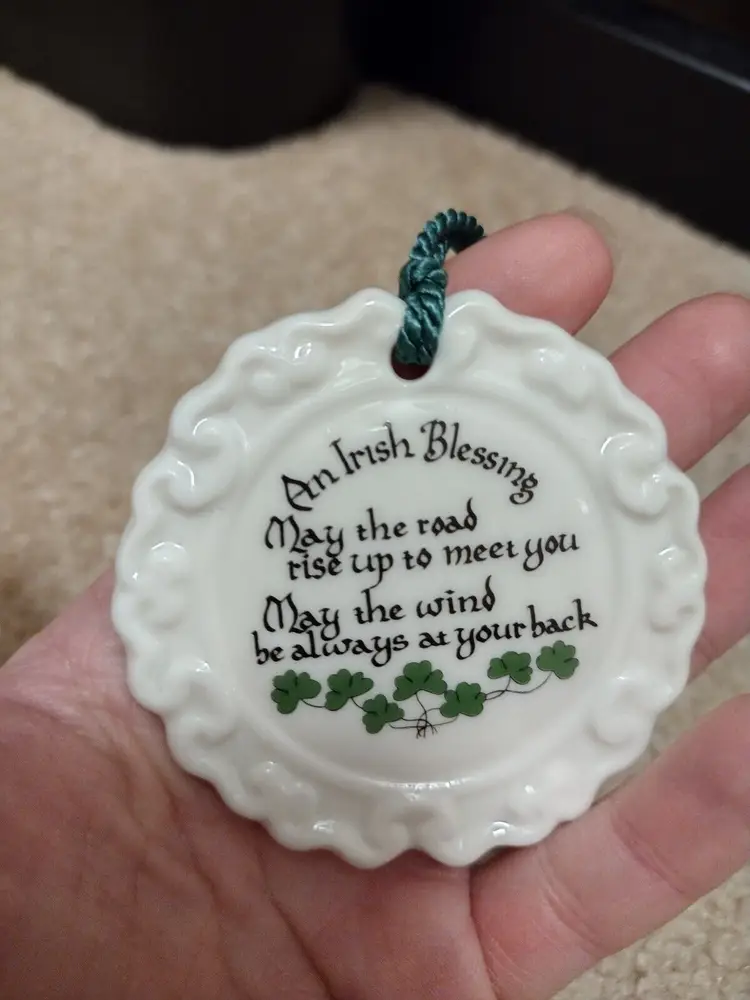 An Irish Blessing
May the road
rise up to meet you
May the wind
be always at your back